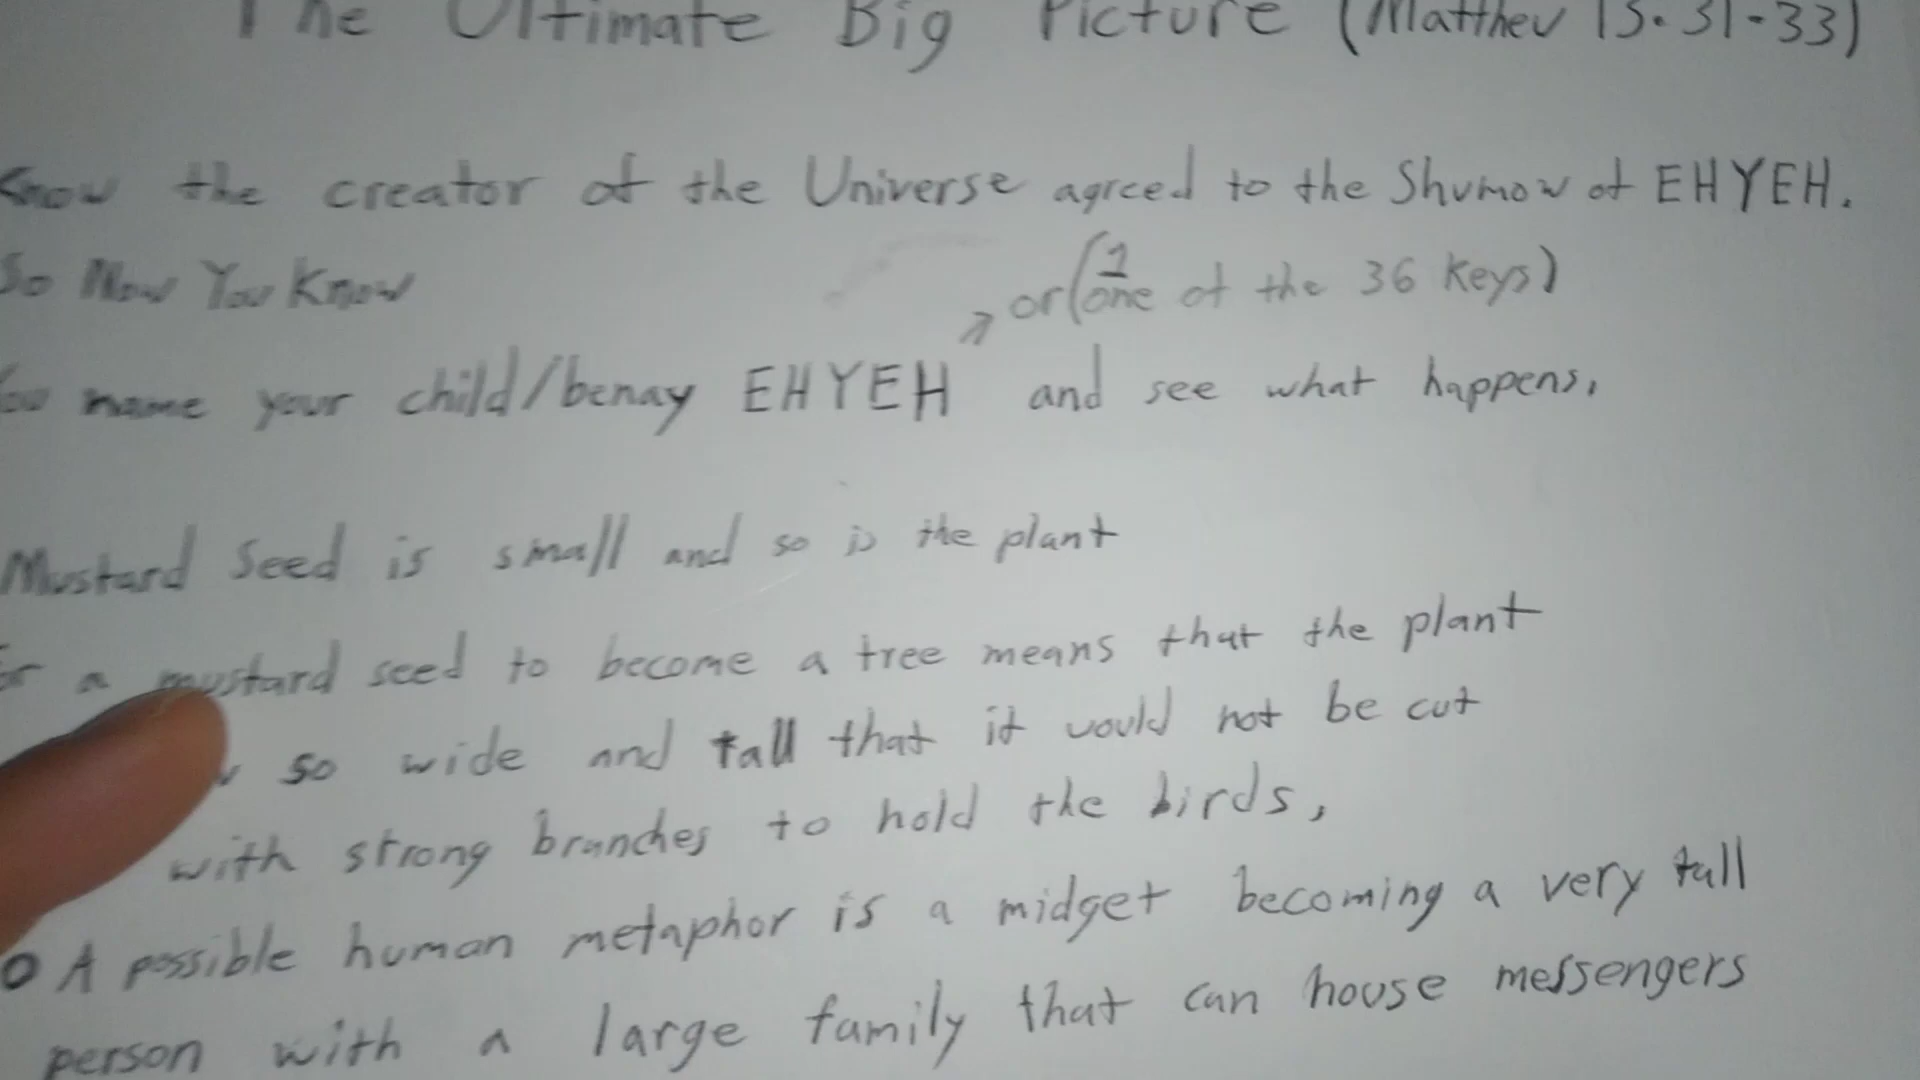 The Ultimate Big Picture (Matthew 13:31-33)
Know the creator of the Universe agreed to the Shumow of EHYEH.
So Now You Know
or (1 one of the 36 keys)
You name your child/benay EHYEH and see what happens.
Mustard Seed is small and so is the plant
For a mustard seed to become a tree means that the plant
so wide and tall that it would not be cut
with strong branches to hold the birds,
A possible human metaphor is a midget becoming a very tall
person with a large family that can house messengers